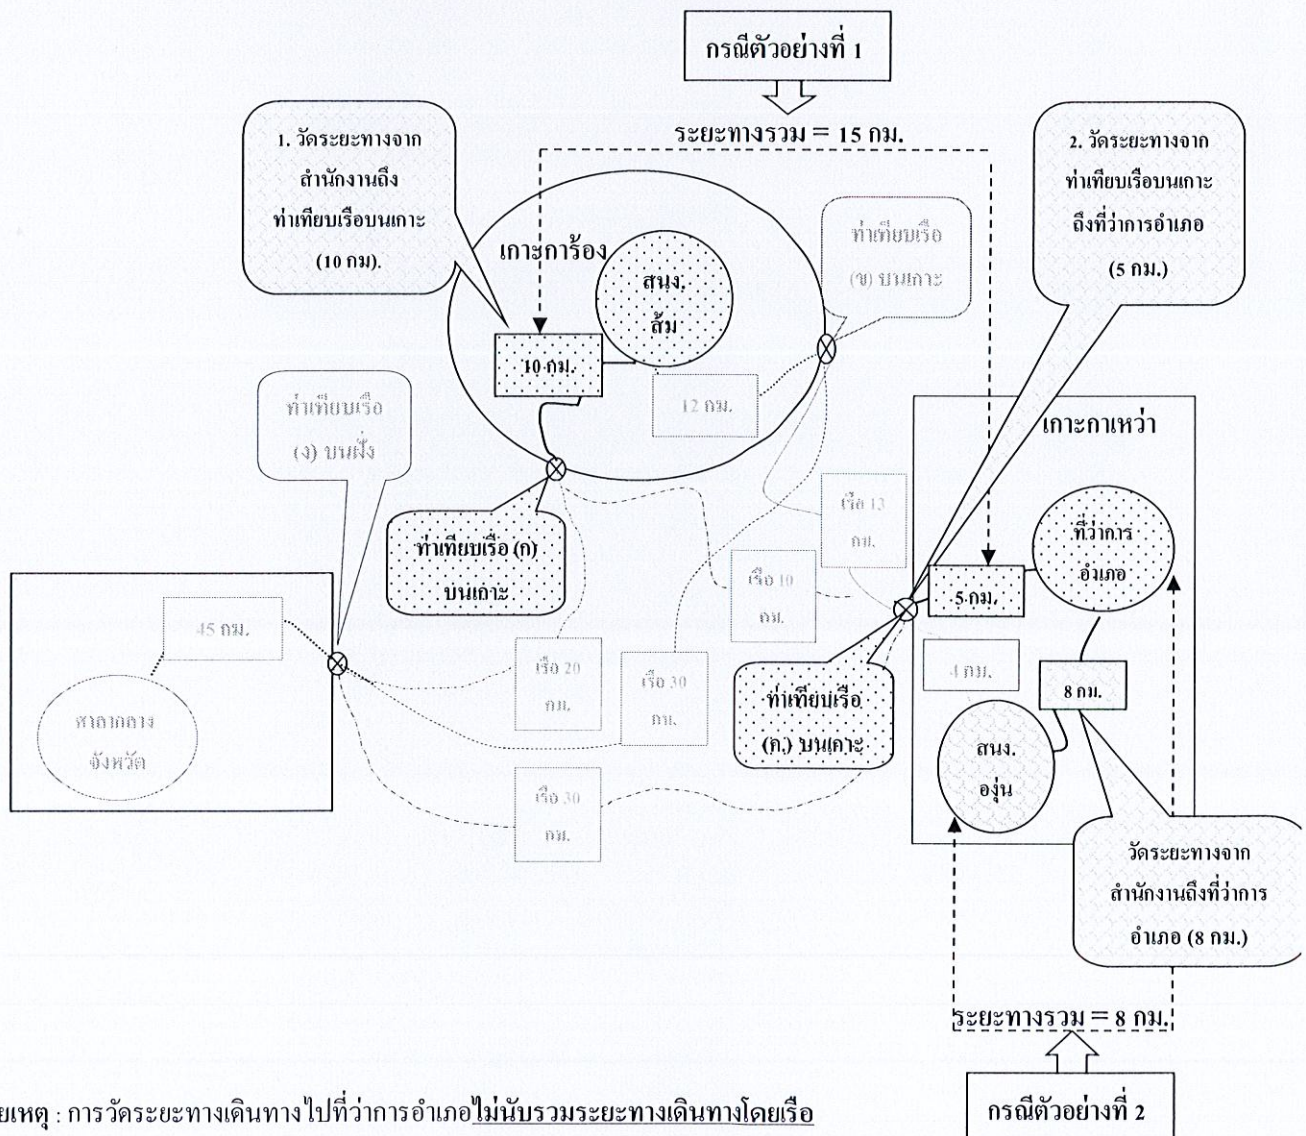 กรณีตัวอย่างที่ 1
ระยะทางรวม = 15 กม.
1. วัดระยะทางจาก
สำนักงานถึง
ท่าเทียบเรือบนเกาะ
(10 กม).
2. วัดระยะทางจาก
ท่าเทียบเรือบนเกาะ
ถึงที่ว่าการอำเภอ
(5 กม.)
เกาะการ้อง
สนง.
ส้ม
10 กม.
12 กม.
ท่าเทียบเรือ
(ข) บนเกาะ
ท่าเทียบเรือ
(ง) บนฝั่ง
ท่าเทียบเรือ (ก)
บนเกาะ
เกาะกาเหว่า
ที่ว่าการ
อำเภอ
5 กม.
เรือ 13
กม.
เรือ 10
กม.
45 กม.
ศาลากลาง
จังหวัด
เรือ 20
กม.
เรือ 30
กม.
เรือ 30
กม.
ท่าเทียบเรือ
(ค.) บนเกาะ
4 กม.
8 กม.
สนง.
องุ่น
วัดระยะทางจาก
สำนักงานถึงที่ว่าการ
อำเภอ (8 กม.)
ระยะทางรวม = 8 กม.
กรณีตัวอย่างที่ 2
ยเหตุ : การวัดระยะทางเดินทางไปที่ว่าการอำเภอไม่นับรวมระยะทางเดินทางโดยเรือ